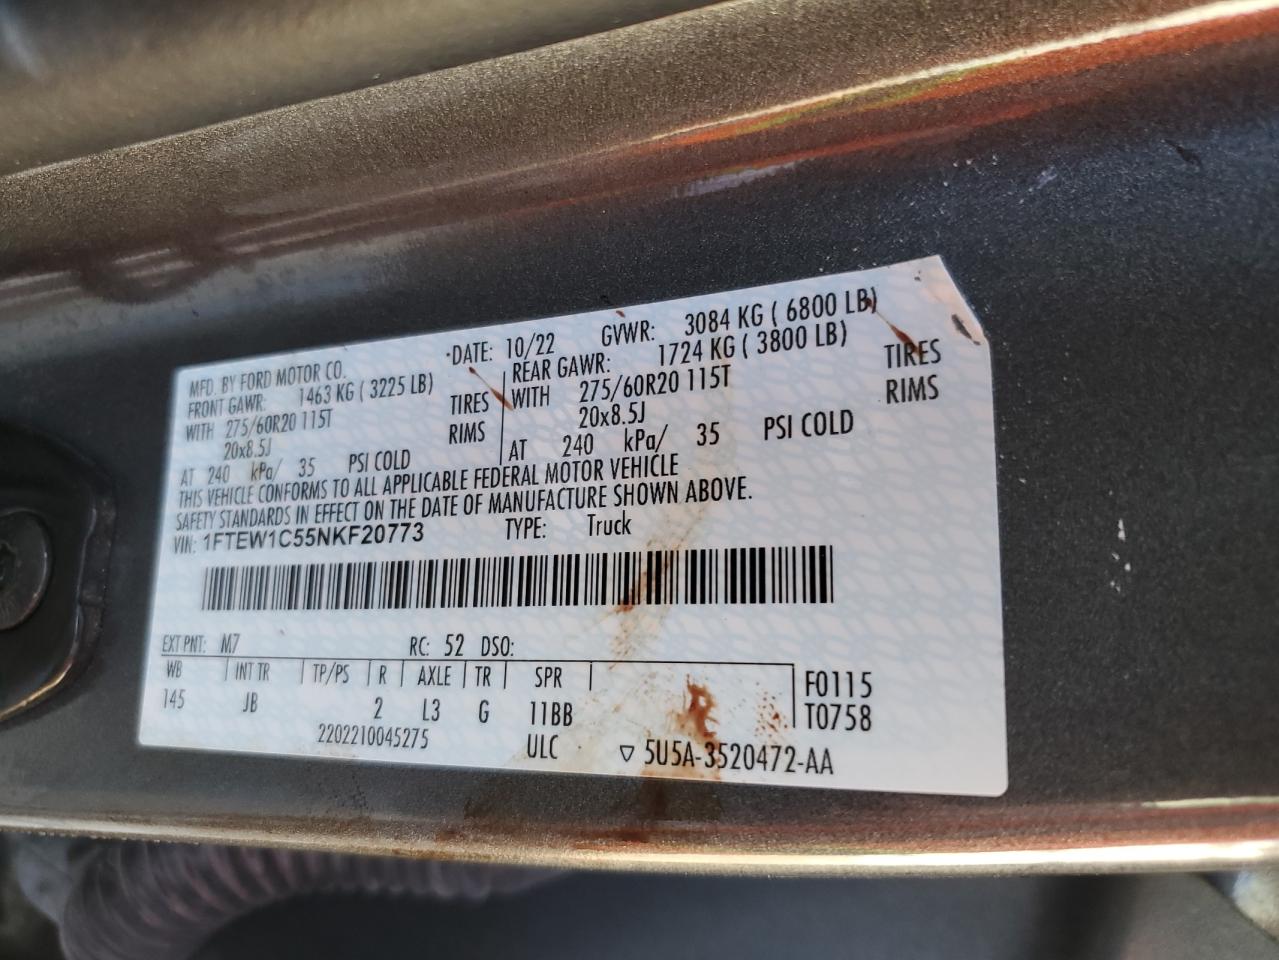 MFD. BY FORD MOTOR CO.
DATE: 10/22 GVWR: 3084 KG ( 6800 LB)
FRONT GAWR: 1463 KG ( 3225 LB)
REAR GAWR: 1724 KG ( 3800 LB)
WITH 275/60R20 115T TIRES
WITH 275/60R20 115T TIRES
20x8.5J RIMS
20x8.5J RIMS
AT 240 kPa/ 35 PSI COLD
AT 240 kPa/ 35 PSI COLD
THIS VEHICLE CONFORMS TO ALL APPLICABLE FEDERAL MOTOR VEHICLE
SAFETY STANDARDS IN EFFECT ON THE DATE OF MANUFACTURE SHOWN ABOVE.
VIN: 1FTEW1C55NKF20773 TYPE: Truck
EXT PNT: M7 RC: 52 DSO:
WB INT TR TP/PS R AXLE TR SPR
145 JB 2 L3 G 11BB
F0115
T0758
2202210045275 ULC ▽ 5U5A-3520472-AA